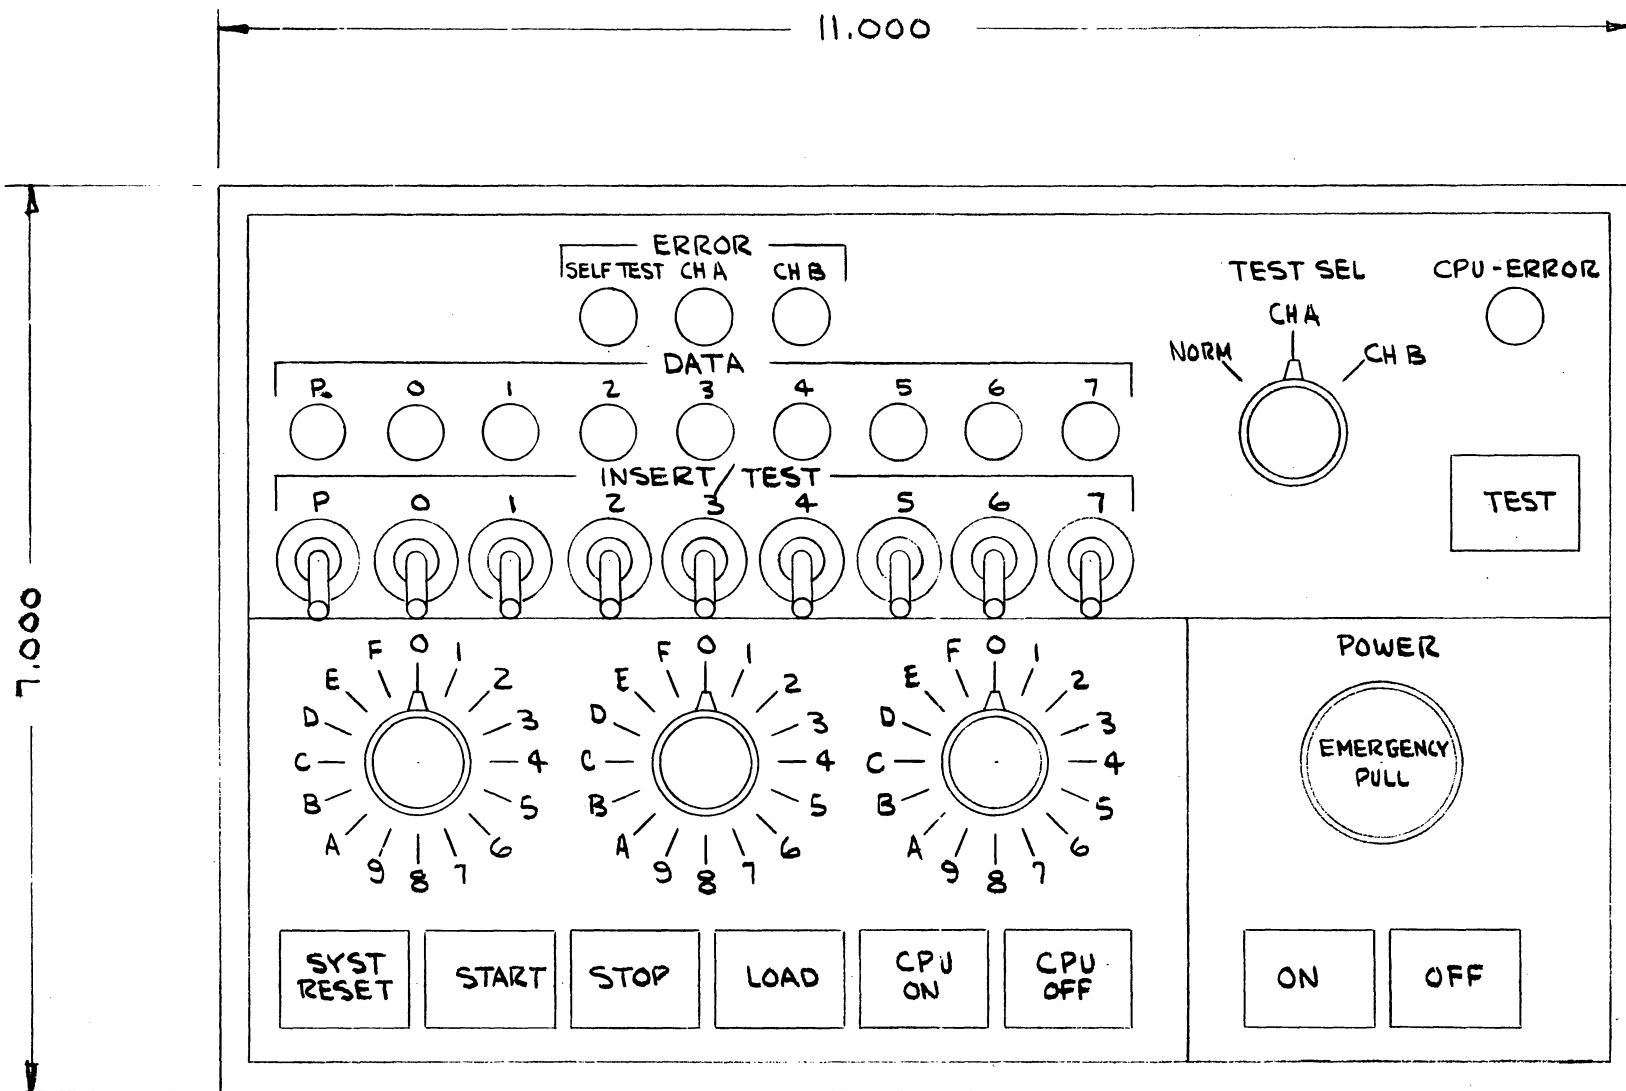 11.000
7.000
ERROR
SELF TEST CH A CH B
TEST SEL
CPU-ERROR
CH A
NORM
CH B
DATA
P. 0 1 2 3 4 5 6 7
INSERT/TEST
P 0 1 2 3 4 5 6 7
TEST
0 1 2 3 4 5 6 7 8 9 A B C D E F
0 1 2 3 4 5 6 7 8 9 A B C D E F
0 1 2 3 4 5 6 7 8 9 A B C D E F
POWER
EMERGENCY
PULL
SYST
RESET
START
STOP
LOAD
CPU
ON
CPU
OFF
ON
OFF